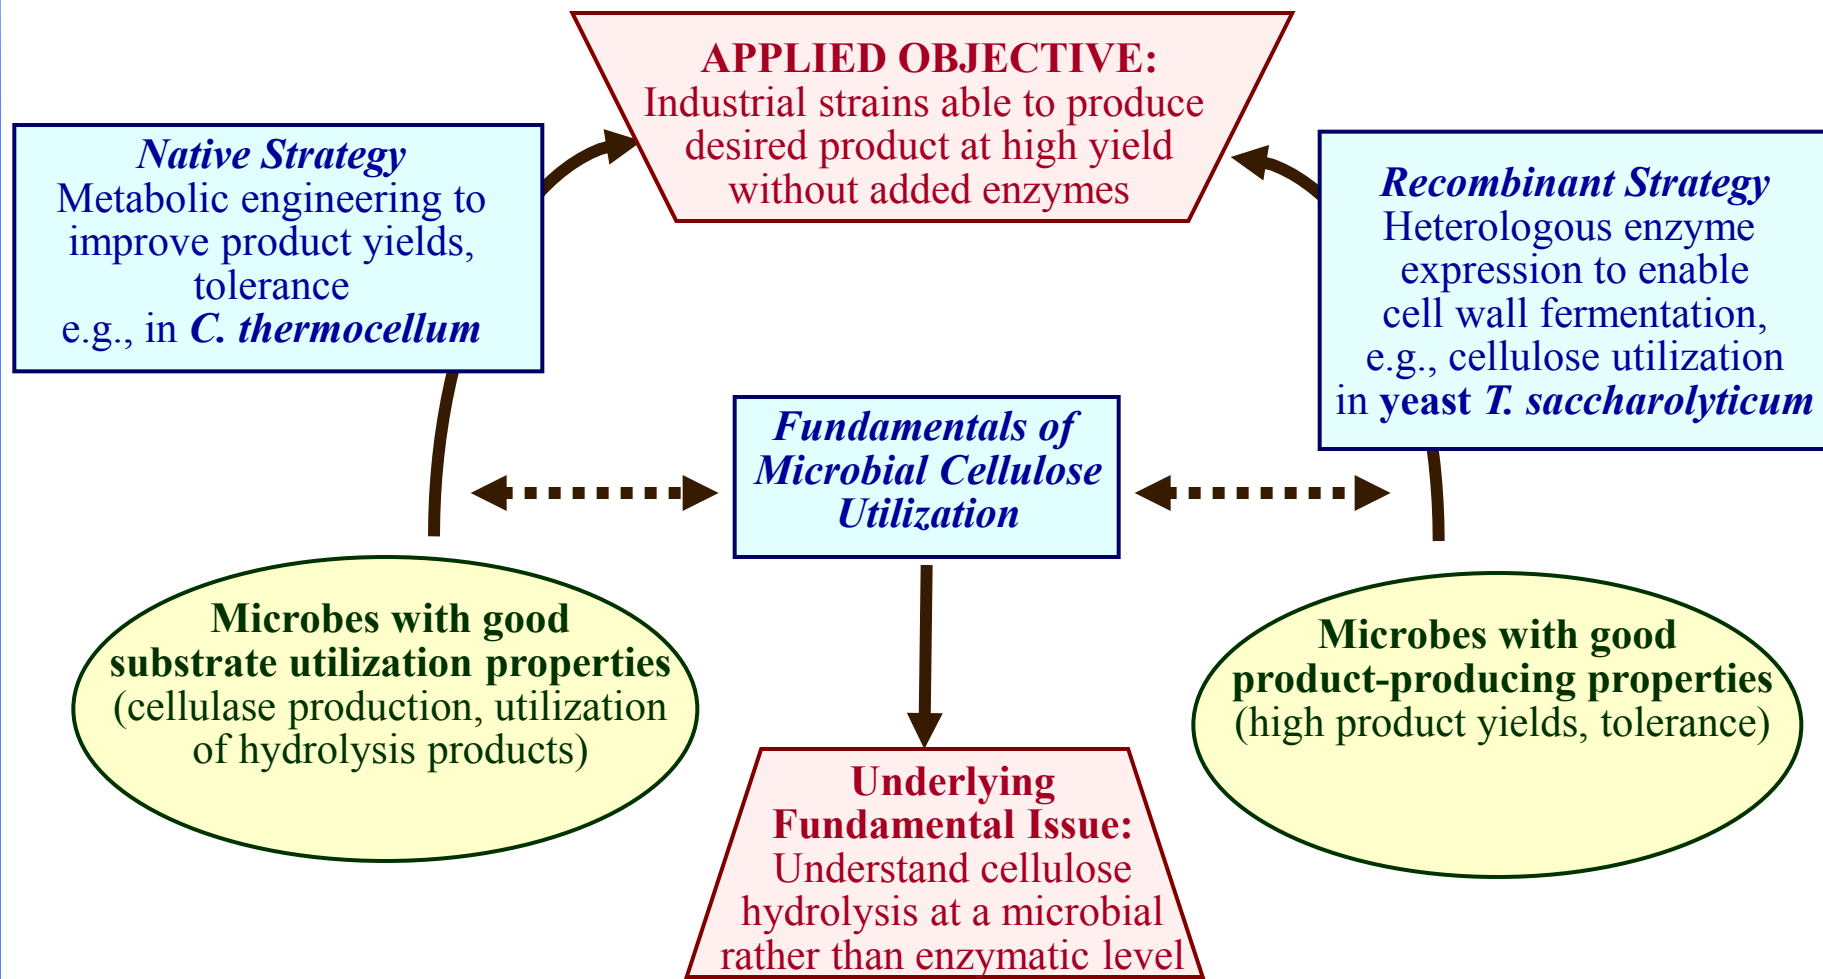 APPLIED OBJECTIVE:
Industrial strains able to produce
desired product at high yield
without added enzymes
Native Strategy
Metabolic engineering to
improve product yields,
tolerance
e.g., in C. thermocellum
Recombinant Strategy
Heterologous enzyme
expression to enable
cell wall fermentation,
e.g., cellulose utilization
in yeast T. saccharolyticum
Fundamentals of
Microbial Cellulose
Utilization
Microbes with good
substrate utilization properties
(cellulase production, utilization
of hydrolysis products)
Microbes with good
product-producing properties
(high product yields, tolerance)
Underlying
Fundamental Issue:
Understand cellulose
hydrolysis at a microbial
rather than enzymatic level